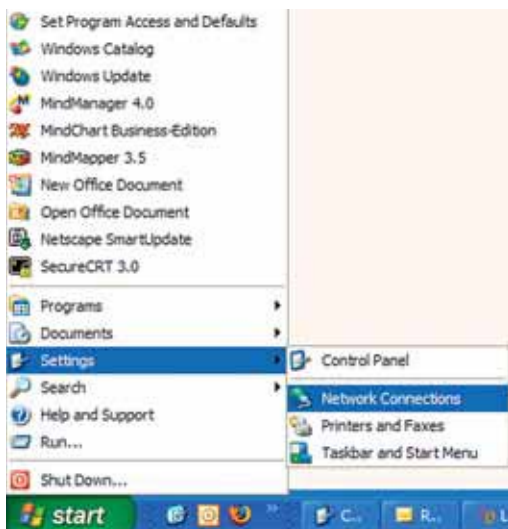 Set Program Access and Defaults
Windows Catalog
Windows Update
MindManager 4.0
MindChart Business-Edition
MindMapper 3.5
New Office Document
Open Office Document
Netscape SmartUpdate
SecureCRT 3.0
Programs
Documents
Settings
Search
Help and Support
Run...
Shut Down...
Control Panel
Network Connections
Printers and Faxes
Taskbar and Start Menu
start
C...
R...